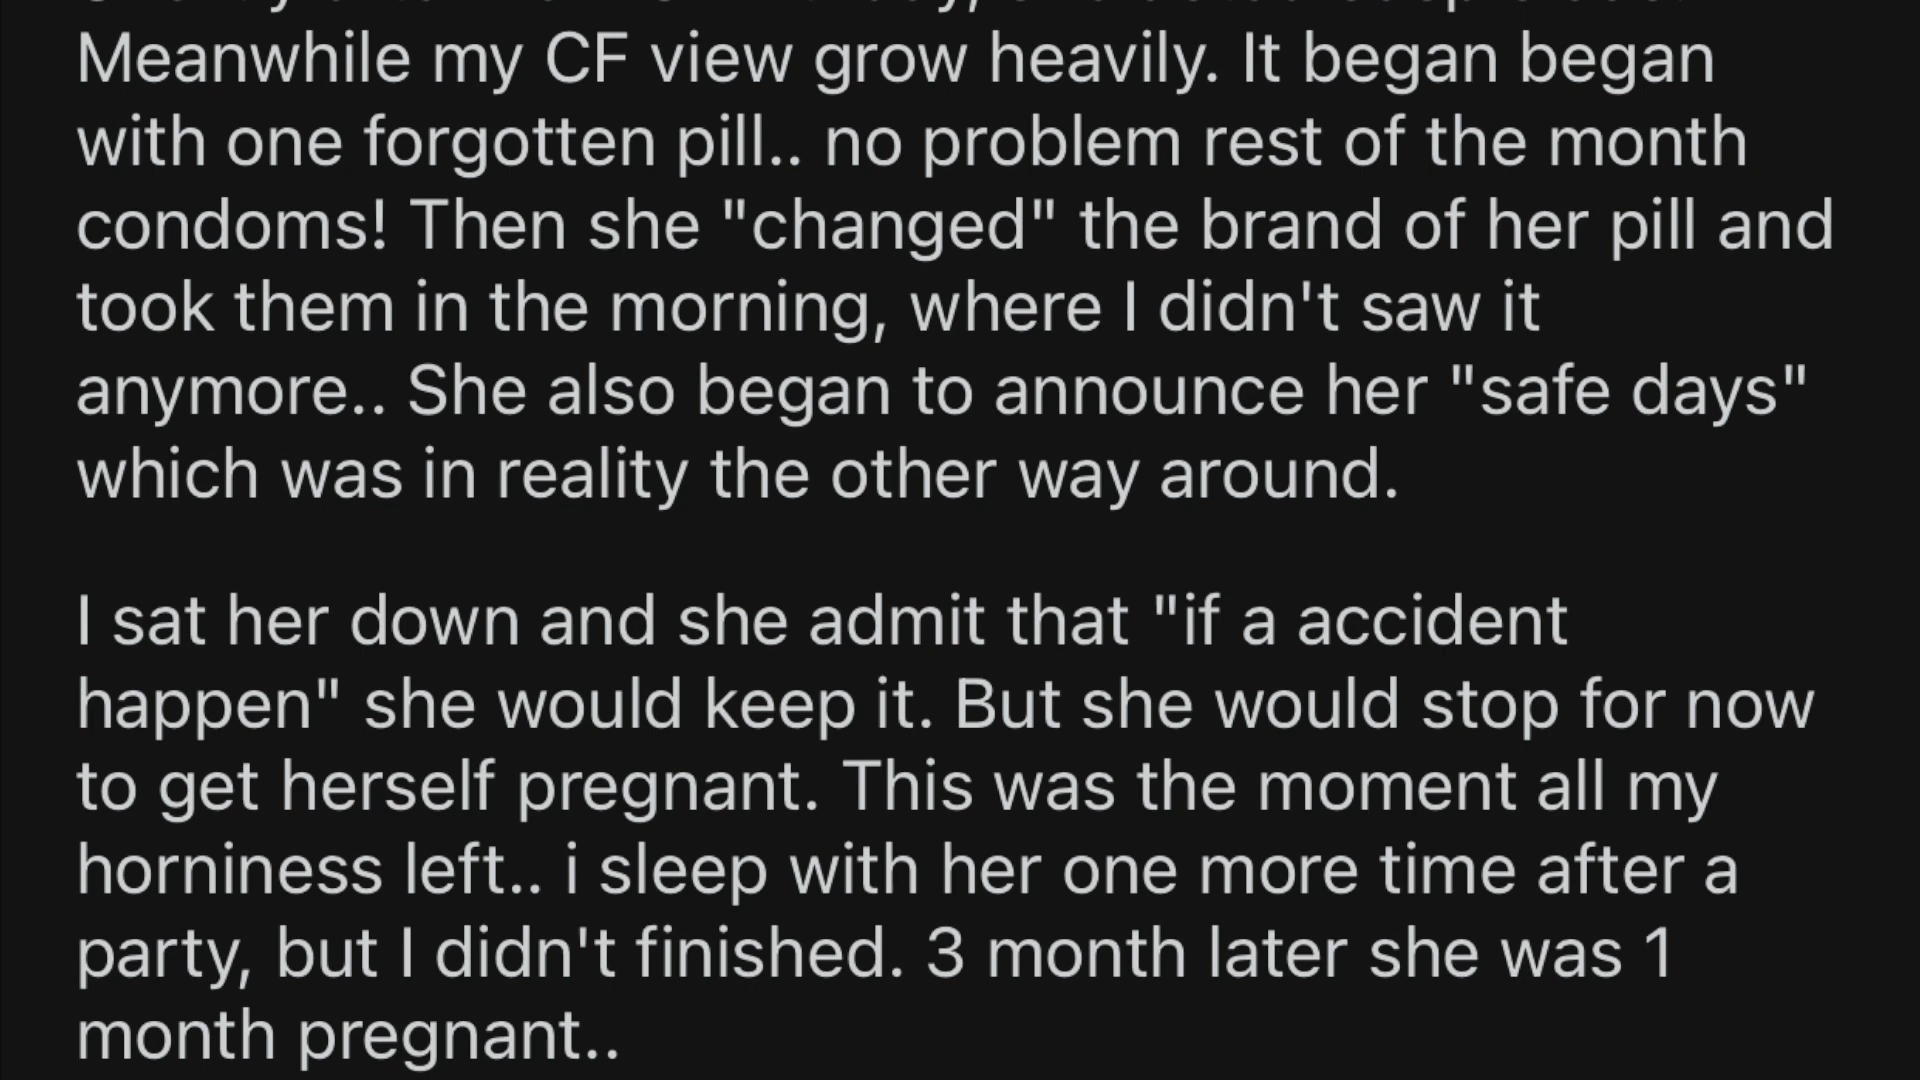 Meanwhile my CF view grow heavily. It began began
with one forgotten pill.. no problem rest of the month
condoms! Then she "changed" the brand of her pill and
took them in the morning, where I didn't saw it
anymore.. She also began to announce her "safe days"
which was in reality the other way around.
I sat her down and she admit that "if a accident
happen" she would keep it. But she would stop for now
to get herself pregnant. This was the moment all my
horniness left.. i sleep with her one more time after a
party, but I didn't finished. 3 month later she was 1
month pregnant..